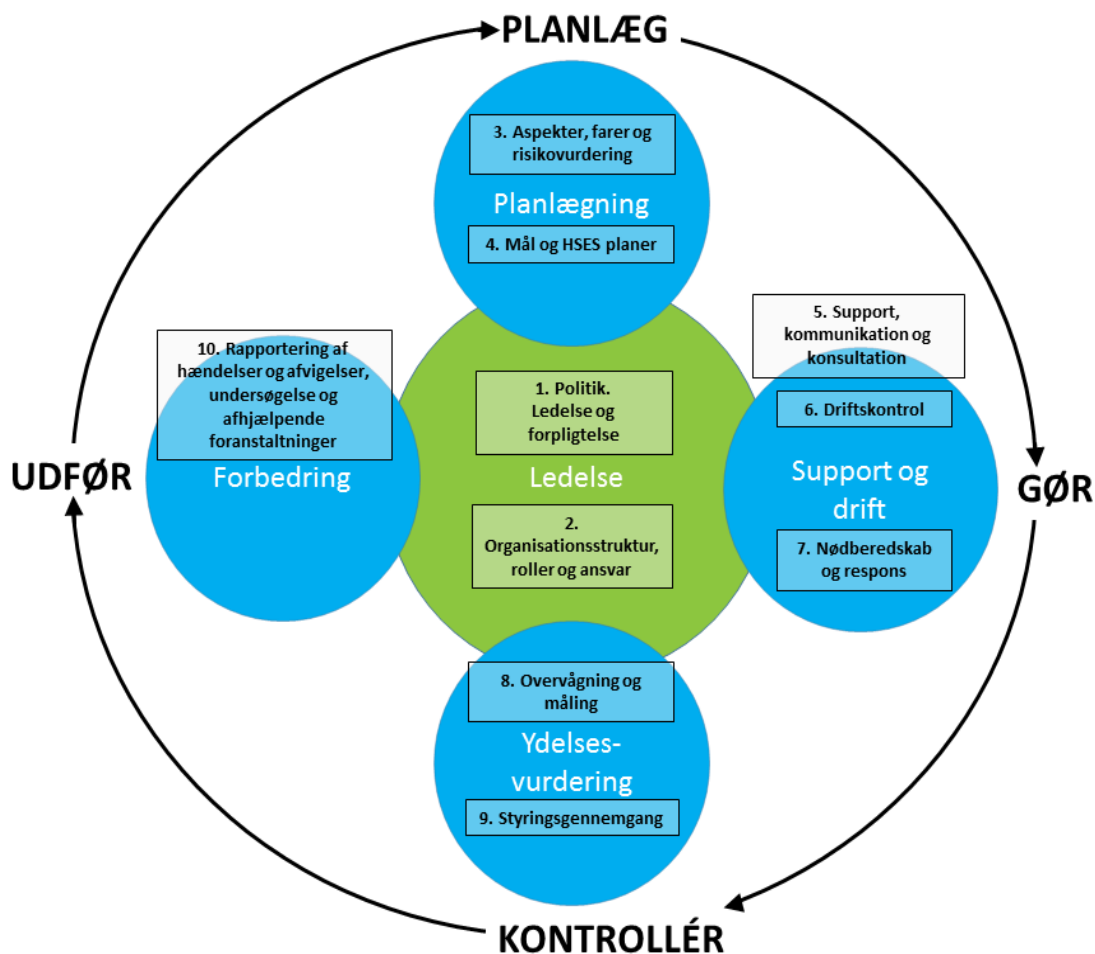 PLANLÆG
3. Aspekter, farer og
risikovurdering
Planlægning
4. Mål og HSES planer
5. Support,
kommunikation og
konsultation
6. Driftskontrol
Support og
drift
7. Nødberedskab
og respons
GØR
10. Rapportering af
hændelser og afvigelser,
undersøgelse og
afhjælpende
foranstaltninger
Forbedring
UDFØR
1. Politik.
Ledelse og
forpligtelse
Ledelse
2.
Organisationsstruktur,
roller og ansvar
8. Overvågning og
måling
Ydelses-
vurdering
9. Styringsgennemgang
KONTROLLÉR